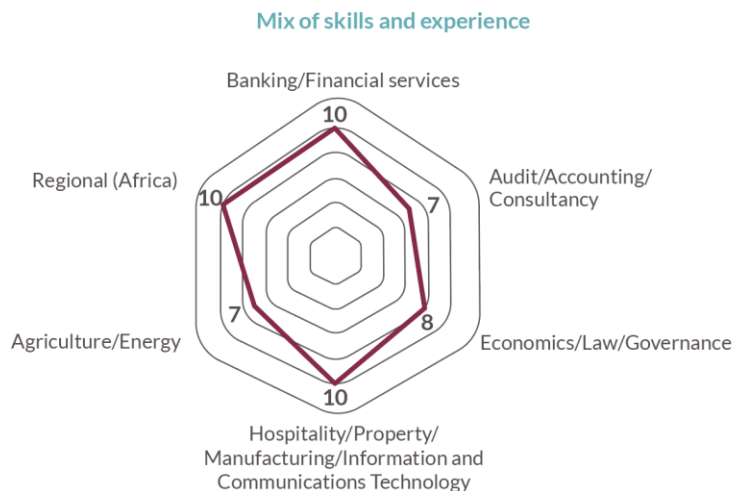 Mix of skills and experience
Banking/Financial services
10
Regional (Africa)
10
Audit/Accounting/
Consultancy
7
Agriculture/Energy
7
8
Economics/Law/Governance
10
Hospitality/Property/
Manufacturing/Information and
Communications Technology